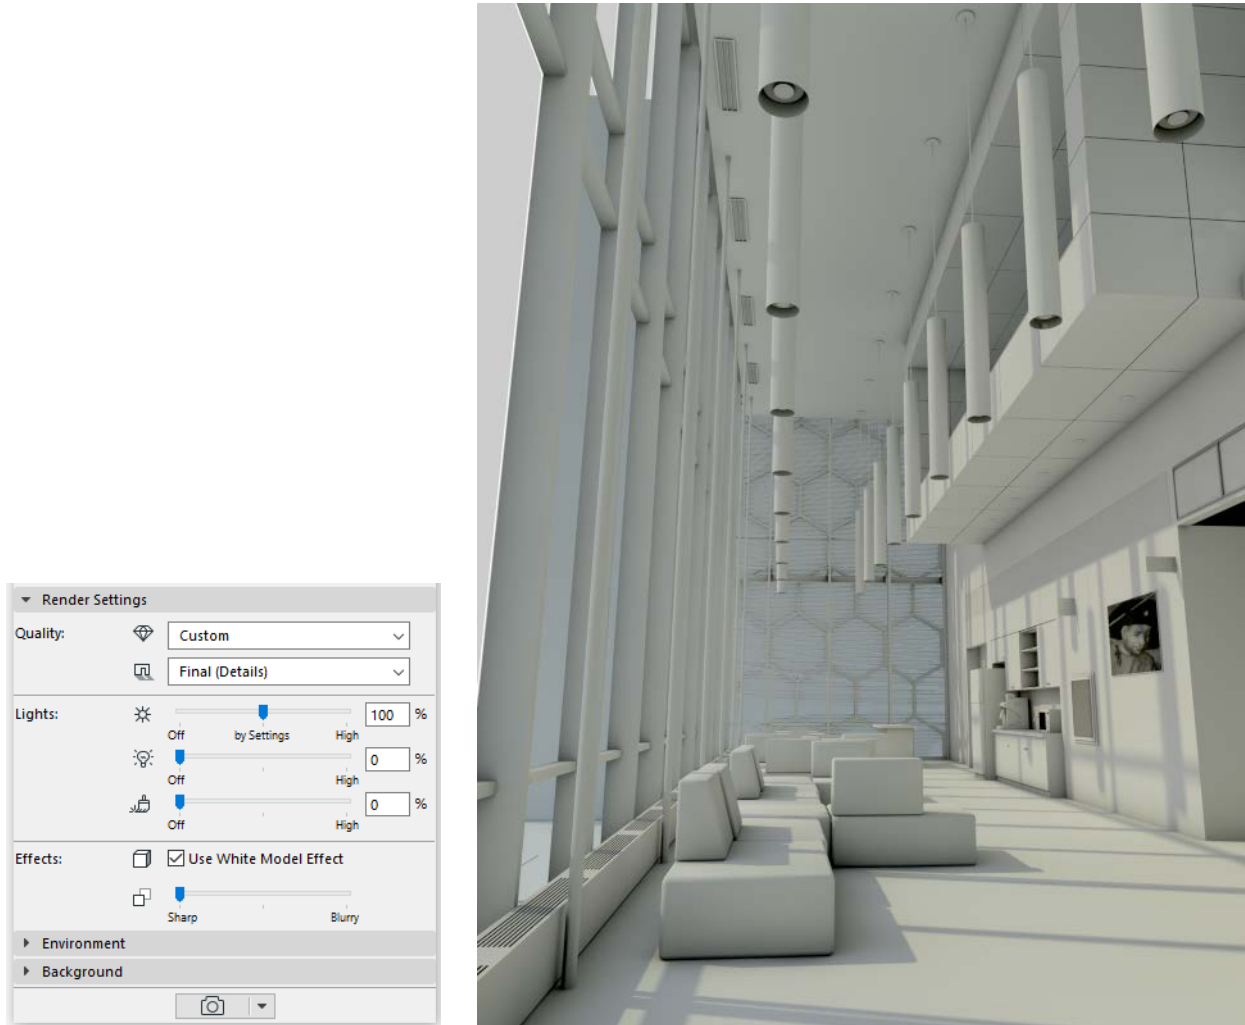 Render Settings
Quality: Custom
Final (Details)
Lights: 100 %
Off by Settings High
0 %
Off High
0 %
Off High
Effects: Use White Model Effect
Sharp Blurry
Environment
Background